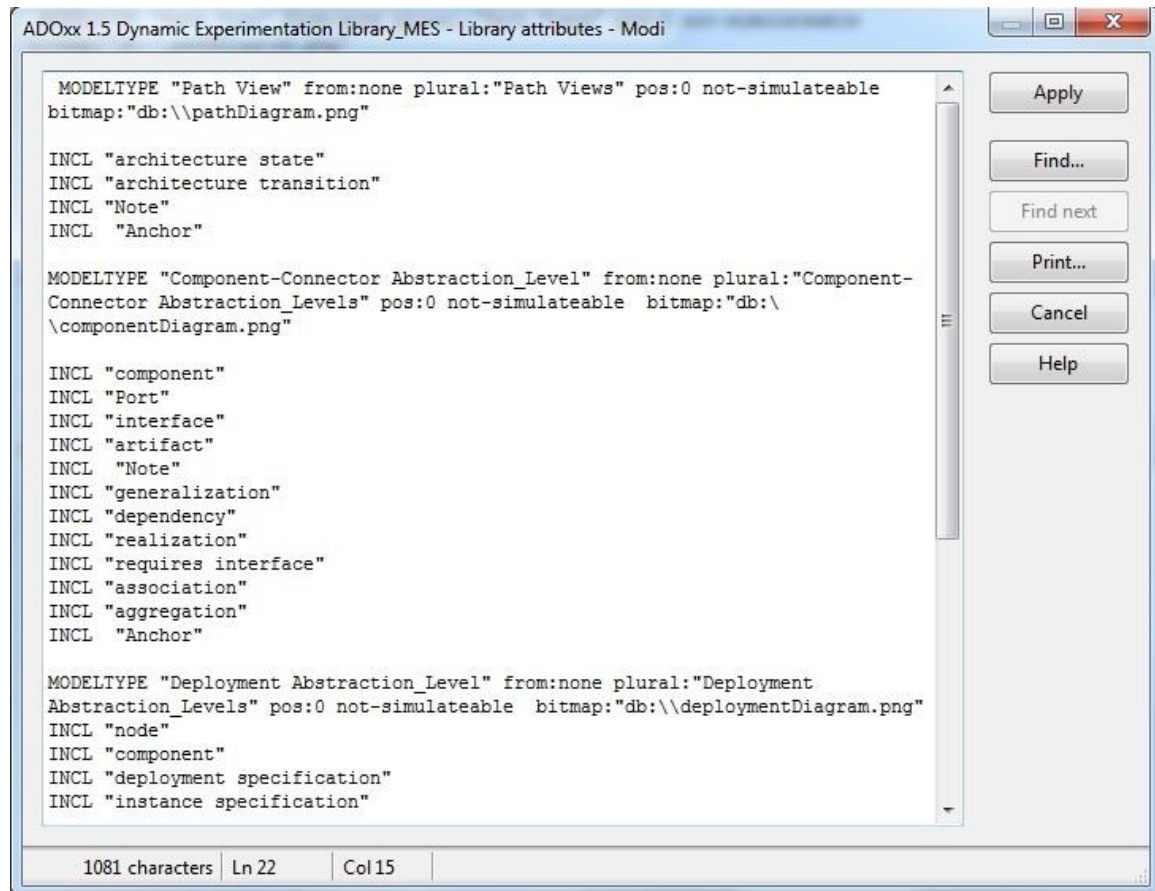 ADOxx 1.5 Dynamic Experimentation Library_MES - Library attributes - Modi
MODELTYPE "Path View" from:none plural:"Path Views" pos:0 not-simulateable
bitmap:"db:\\pathDiagram.png"
INCL "architecture state"
INCL "architecture transition"
INCL "Note"
INCL  "Anchor"
MODELTYPE "Component-Connector Abstraction_Level" from:none plural:"Component-
Connector Abstraction_Levels" pos:0 not-simulateable  bitmap:"db:\
\componentDiagram.png"
INCL "component"
INCL "Port"
INCL "interface"
INCL "artifact"
INCL  "Note"
INCL "generalization"
INCL "dependency"
INCL "realization"
INCL "requires interface"
INCL "association"
INCL "aggregation"
INCL  "Anchor"
MODELTYPE "Deployment Abstraction_Level" from:none plural:"Deployment
Abstraction_Levels" pos:0 not-simulateable  bitmap:"db:\\deploymentDiagram.png"
INCL "node"
INCL "component"
INCL "deployment specification"
INCL "instance specification"
Apply
Find...
Find next
Print...
Cancel
Help
1081 characters
Ln 22
Col 15